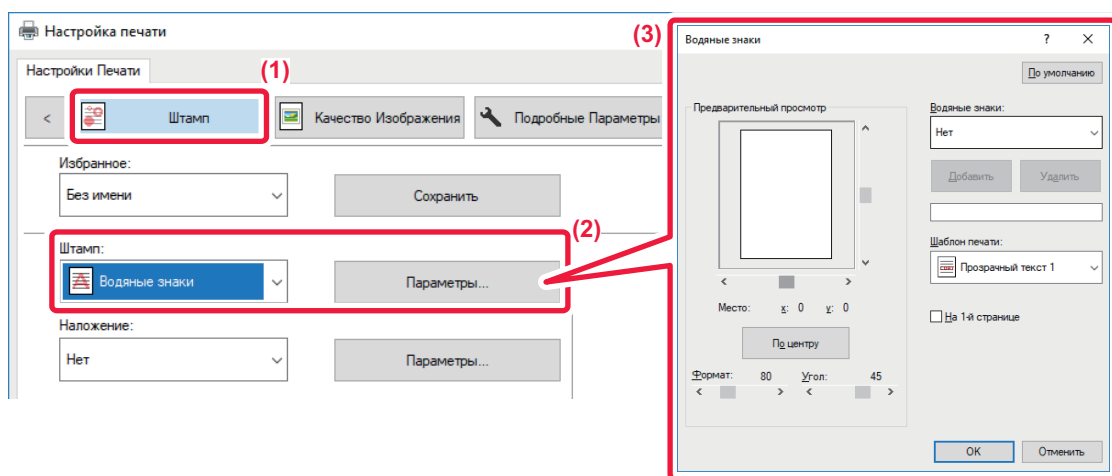 Настройка печати
Настройки Печати
(1)
<
Штамп
Качество Изображения
Подробные Параметры
Избранное:
Без имени
Сохранить
(2)
Штамп:
Водяные знаки
Параметры...
Наложение:
Нет
Параметры...
(3)
Водяные знаки
?
По умолчанию
Предварительный просмотр
Место: x: 0 y: 0
По центру
Формат: 80 Угол: 45
Водяные знаки:
Нет
Добавить
Удалить
Шаблон печати:
Прозрачный текст 1
На 1-й странице
OK
Отменить